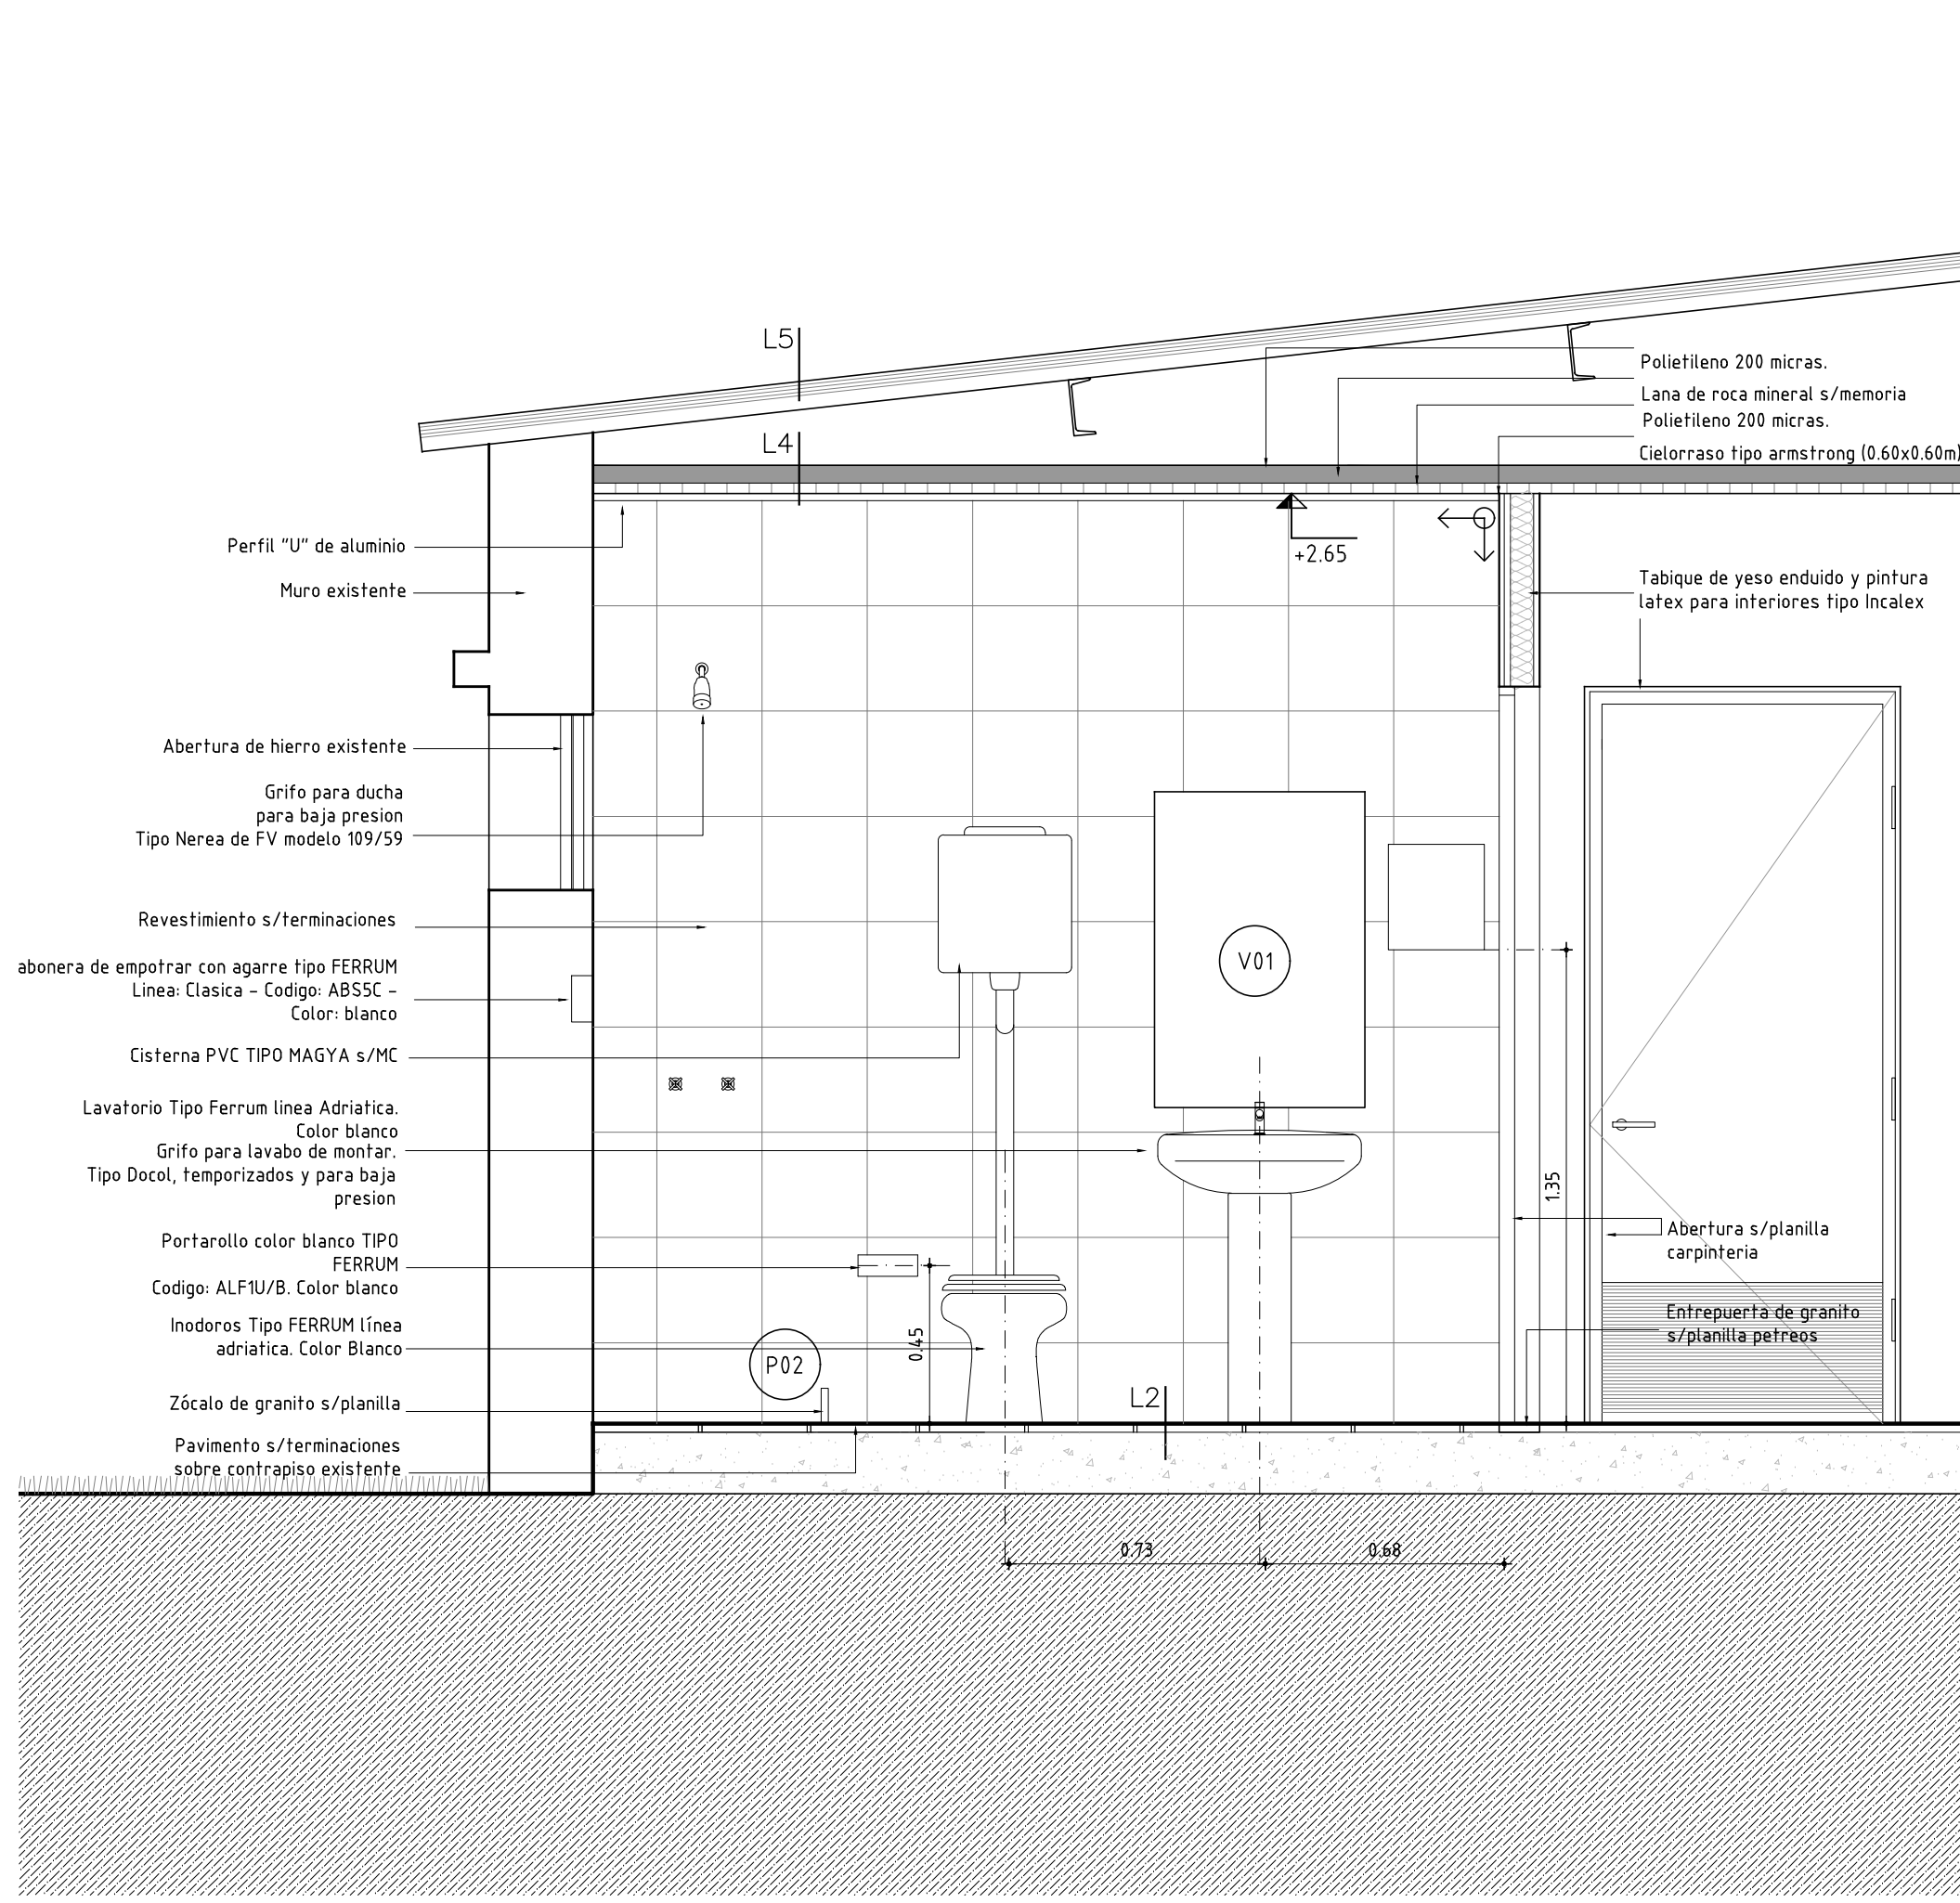 L5
Polietileno 200 micras.
Lana de roca mineral s/memoria
Polietileno 200 micras.
L4
Cielorraso tipo armstrong (0.60x0.60m)
Perfil "U" de aluminio
+2.65
Muro existente
Tabique de yeso enduido y pintura
latex para interiores tipo Incalex
Abertura de hierro existente
Grifo para ducha
para baja presion
Tipo Nerea de FV modelo 109/59
Revestimiento s/terminaciones
V01
abonera de empotrar con agarre tipo FERRUM
Linea: Clasica - Codigo: ABS5C -
Color: blanco
Cisterna PVC TIPO MAGYA s/MC
Lavatorio Tipo Ferrum linea Adriatica.
Color blanco
Grifo para lavabo de montar.
Tipo Docol, temporizados y para baja
presion
1.35
Portarollo color blanco TIPO
FERRUM
Codigo: ALF1U/B. Color blanco
Abertura s/planilla
carpinteria
Inodoros Tipo FERRUM línea
adriatica. Color Blanco
0.45
P02
Entrepuerta de granito
s/planilla petreos
Zócalo de granito s/planilla
L2
Pavimento s/terminaciones
sobre contrapiso existente
0.73
0.68